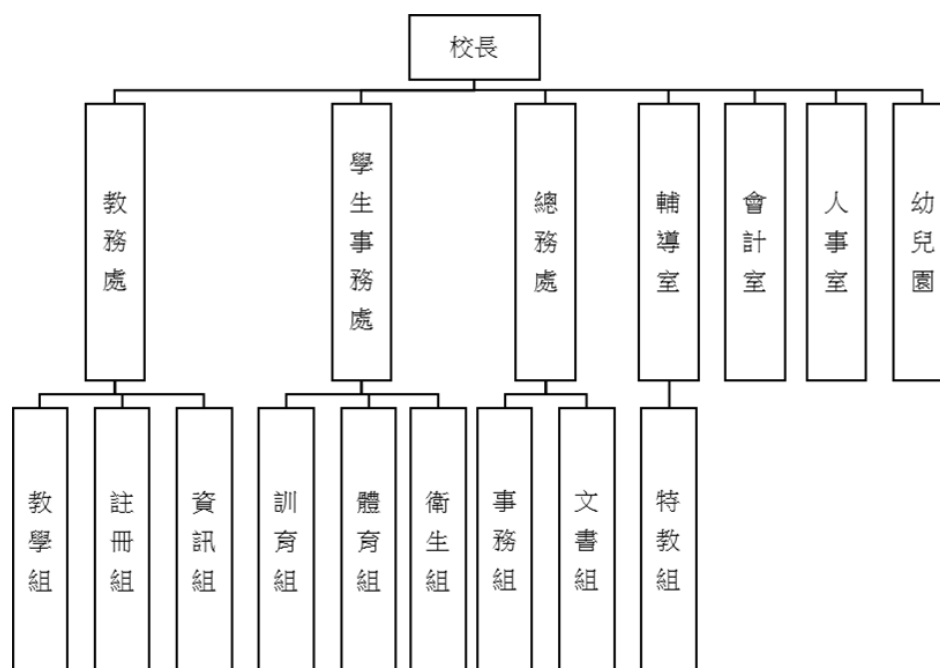 校長
教務處
學生事務處
總務處
輔導室
會計室
人事室
幼兒園
教學組
註冊組
資訊組
訓育組
體育組
衛生組
事務組
文書組
特教組